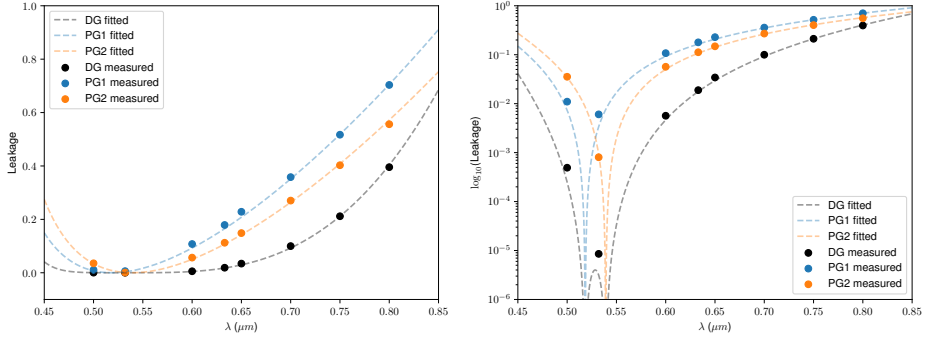 1.0
0.8
0.6
0.4
0.2
0.0
Leakage
0.45 0.50 0.55 0.60 0.65 0.70 0.75 0.80 0.85
λ (μm)
DG fitted
PG1 fitted
PG2 fitted
DG measured
PG1 measured
PG2 measured
10⁰
10⁻¹
10⁻²
10⁻³
10⁻⁴
10⁻⁵
10⁻⁶
log₁₀(Leakage)
0.45 0.50 0.55 0.60 0.65 0.70 0.75 0.80 0.85
λ (μm)
DG fitted
PG1 fitted
PG2 fitted
DG measured
PG1 measured
PG2 measured